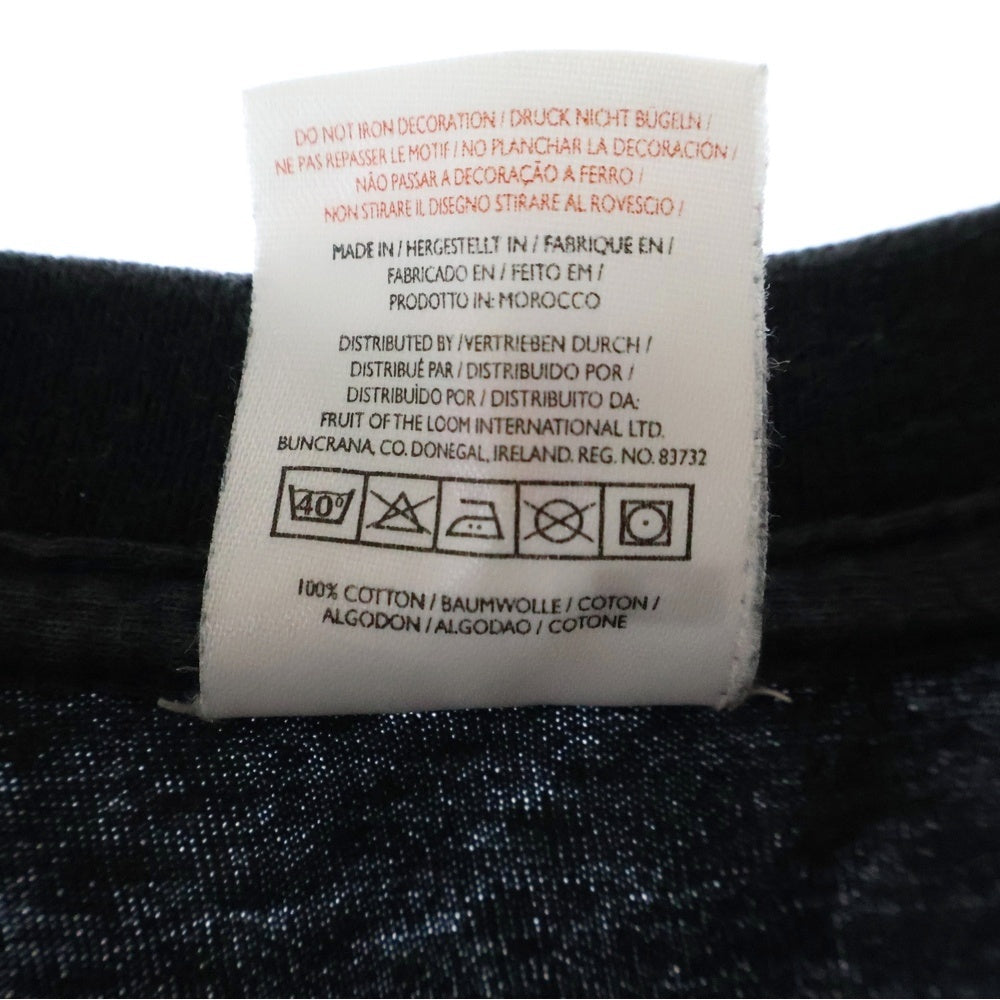 DO NOT IRON DECORATION / DRUCK NICHT BÜGELN /
NE PAS REPASSER LE MOTIF / NO PLANCHAR LA DECORACIÓN /
NÃO PASSAR A DECORAÇÃO A FERRO /
NON STIRARE IL DISEGNO STIRARE AL ROVESCIO /
MADE IN / HERGESTELLT IN / FABRIQUE EN /
FABRICADO EN / FEITO EM /
PRODOTTO IN: MOROCCO
DISTRIBUTED BY / VERTRIEBEN DURCH /
DISTRIBUÉ PAR / DISTRIBUIDO POR /
DISTRIBUÍDO POR / DISTRIBUITO DA:
FRUIT OF THE LOOM INTERNATIONAL LTD.
BUNCRANA, CO. DONEGAL, IRELAND. REG. NO. 83732
40°
100% COTTON / BAUMWOLLE / COTON /
ALGODON / ALGODAO / COTONE